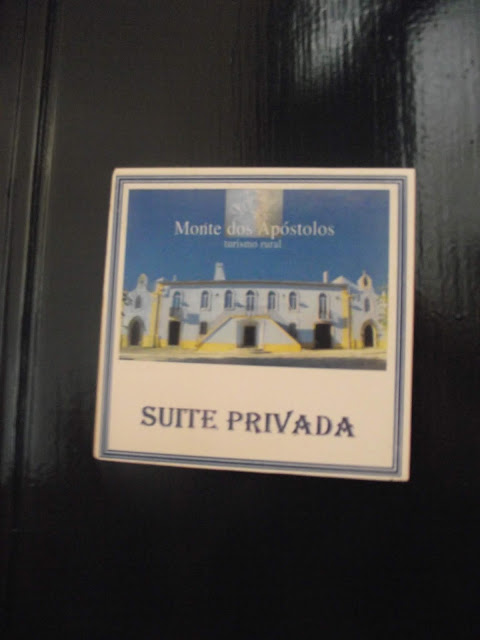 Monte dos Apóstolos
turismo rural
SUITE PRIVADA